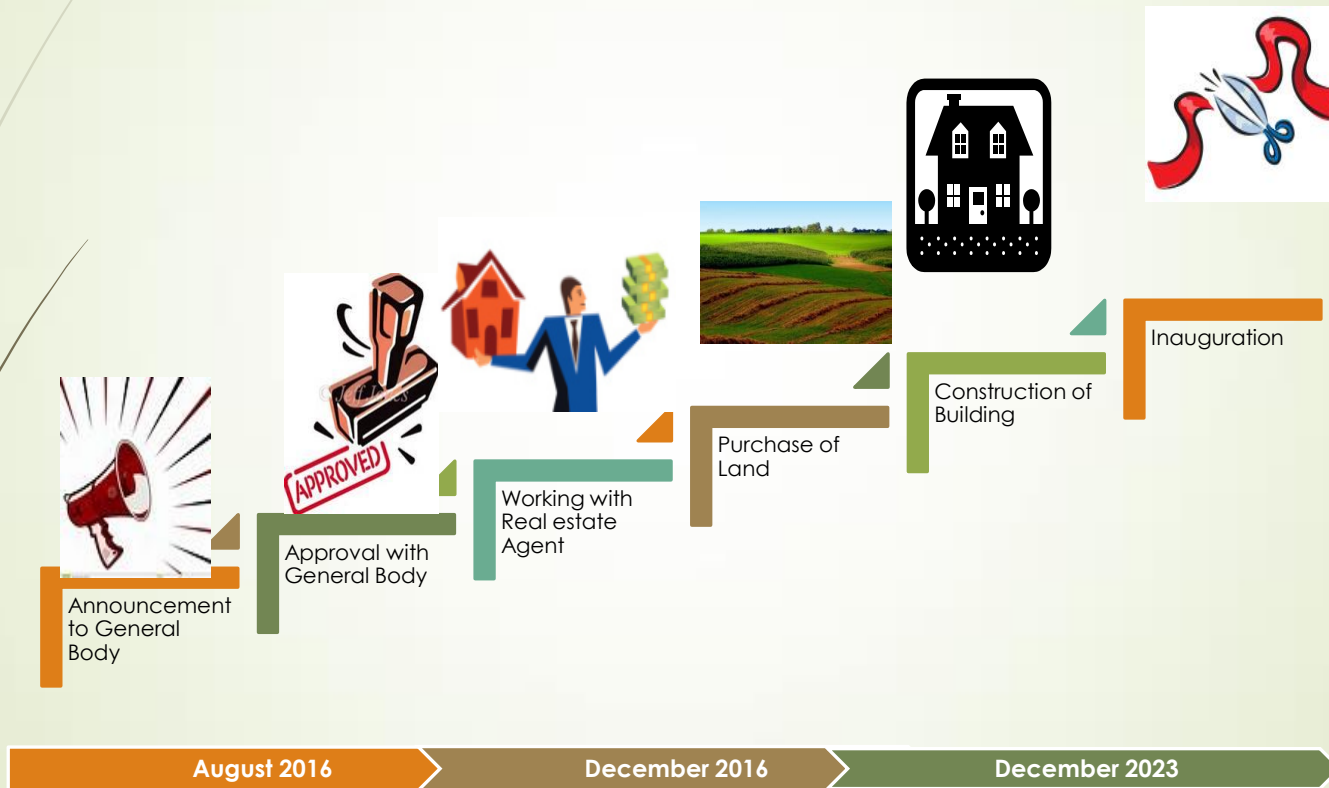 APPROVED
Announcement
to General
Body
Approval with
General Body
Working with
Real estate
Agent
Purchase of
Land
Construction of
Building
Inauguration
August 2016
December 2016
December 2023